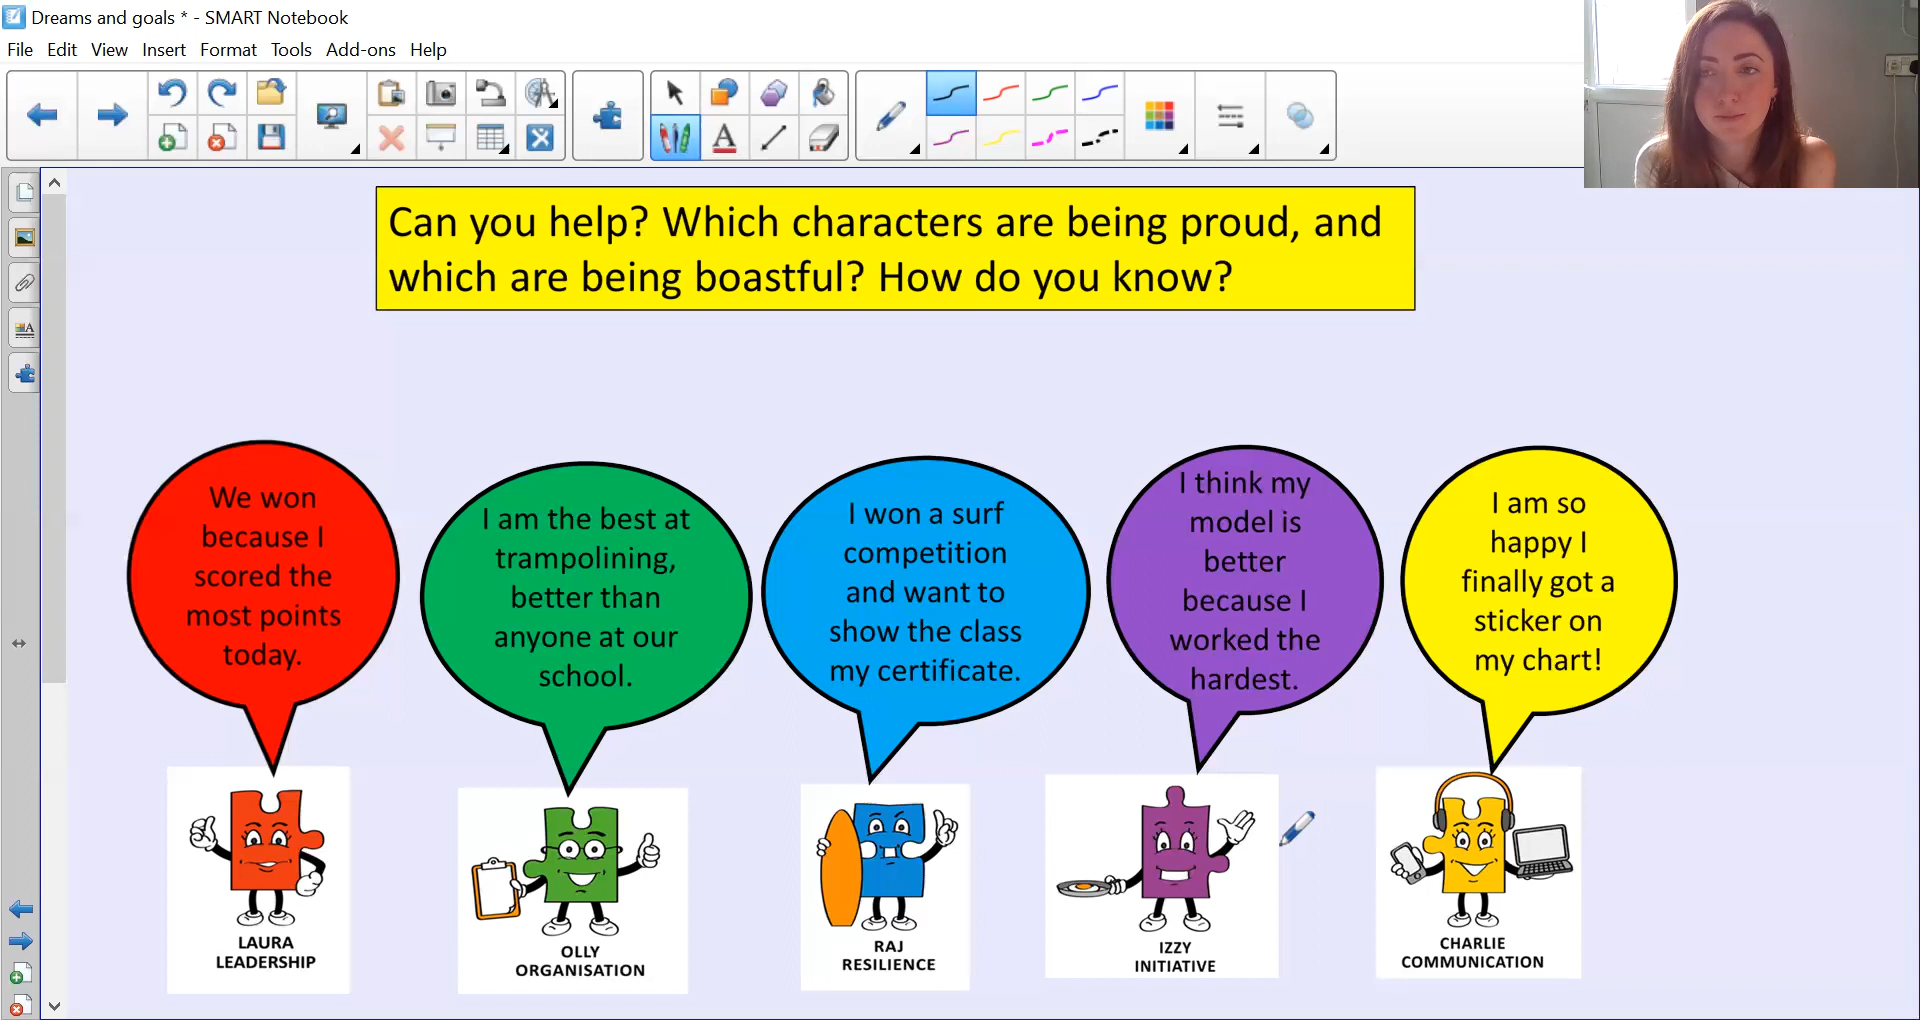 Dreams and goals * - SMART Notebook
File Edit View Insert Format Tools Add-ons Help
Can you help? Which characters are being proud, and
which are being boastful? How do you know?
We won
because I
scored the
most points
today.
I am the best at
trampolining,
better than
anyone at our
school.
I won a surf
competition
and want to
show the class
my certificate.
I think my
model is
better
because I
worked the
hardest.
I am so
happy I
finally got a
sticker on
my chart!
LAURA
LEADERSHIP
OLLY
ORGANISATION
RAJ
RESILIENCE
IZZY
INITIATIVE
CHARLIE
COMMUNICATION